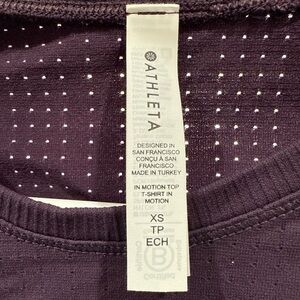 ATHLETA
DESIGNED IN
SAN FRANCISCO
CONÇU À SAN
FRANCISCO
MADE IN TURKEY
IN MOTION TOP
T-SHIRT IN
MOTION
XS
TP
ECH
B